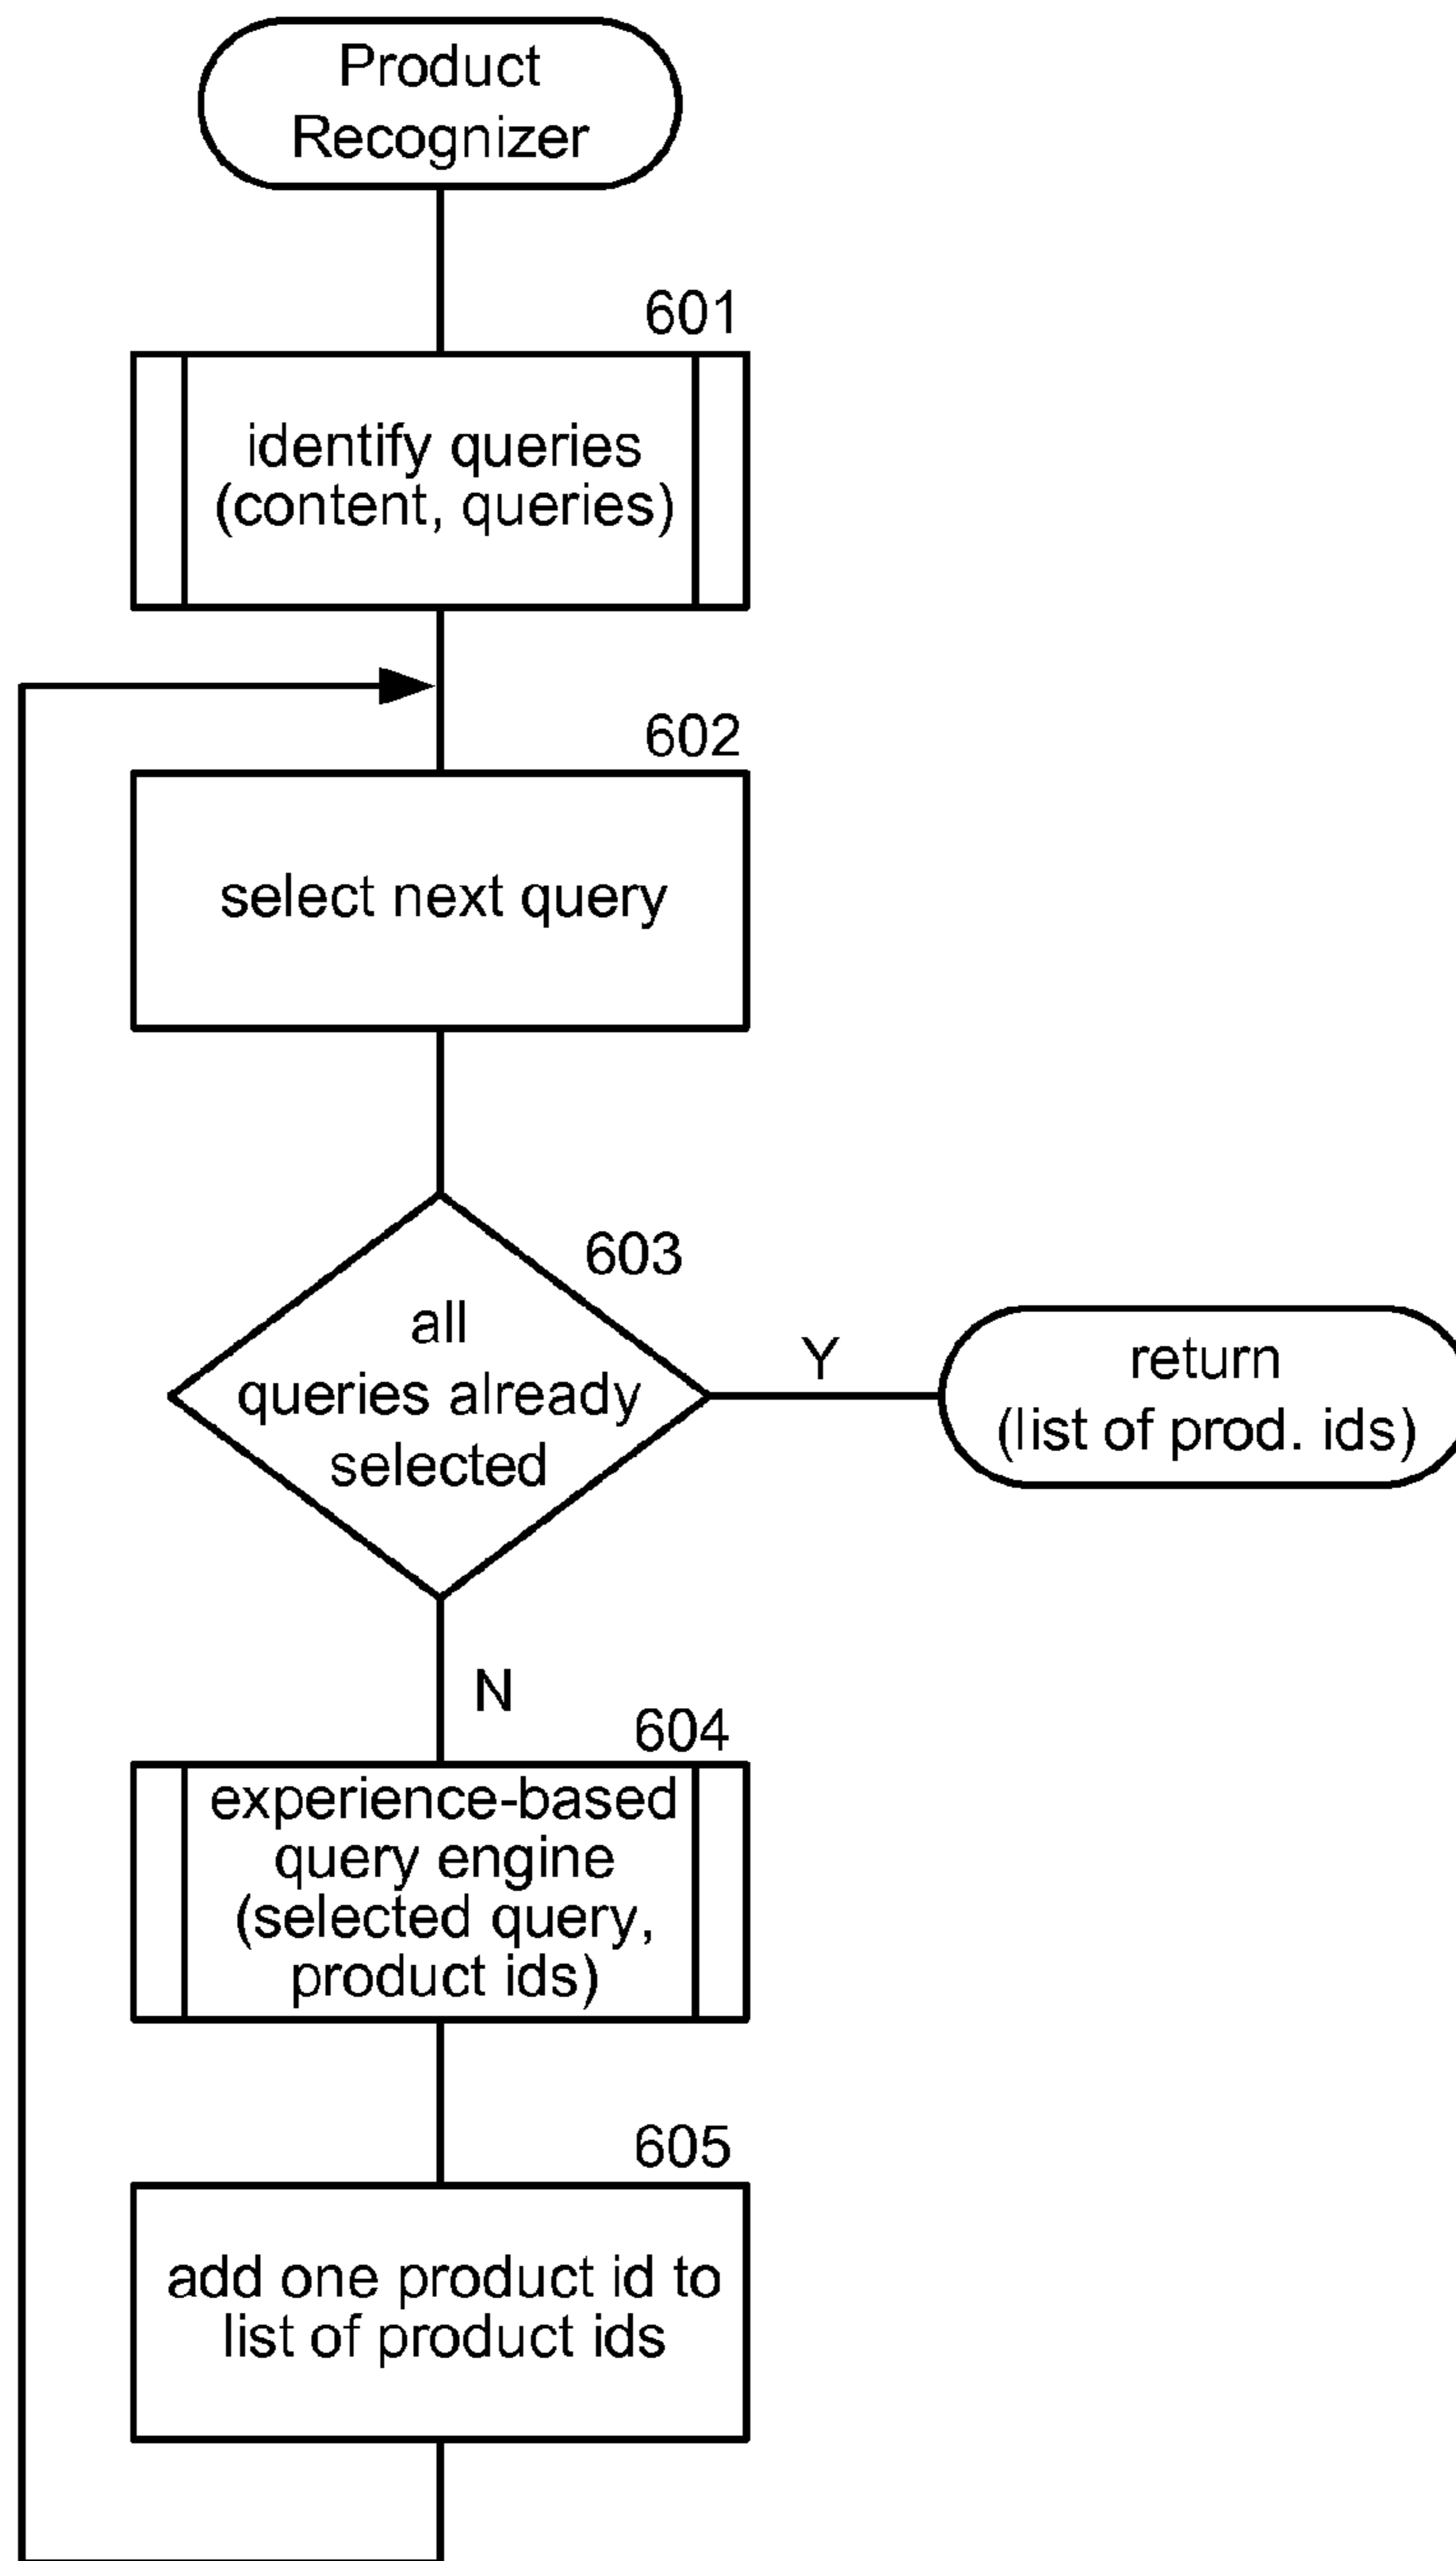 Product
Recognizer
601
identify queries
(content, queries)
602
select next query
603
all
queries already
selected
Y
return
(list of prod. ids)
N
604
experience-based
query engine
(selected query,
product ids)
605
add one product id to
list of product ids